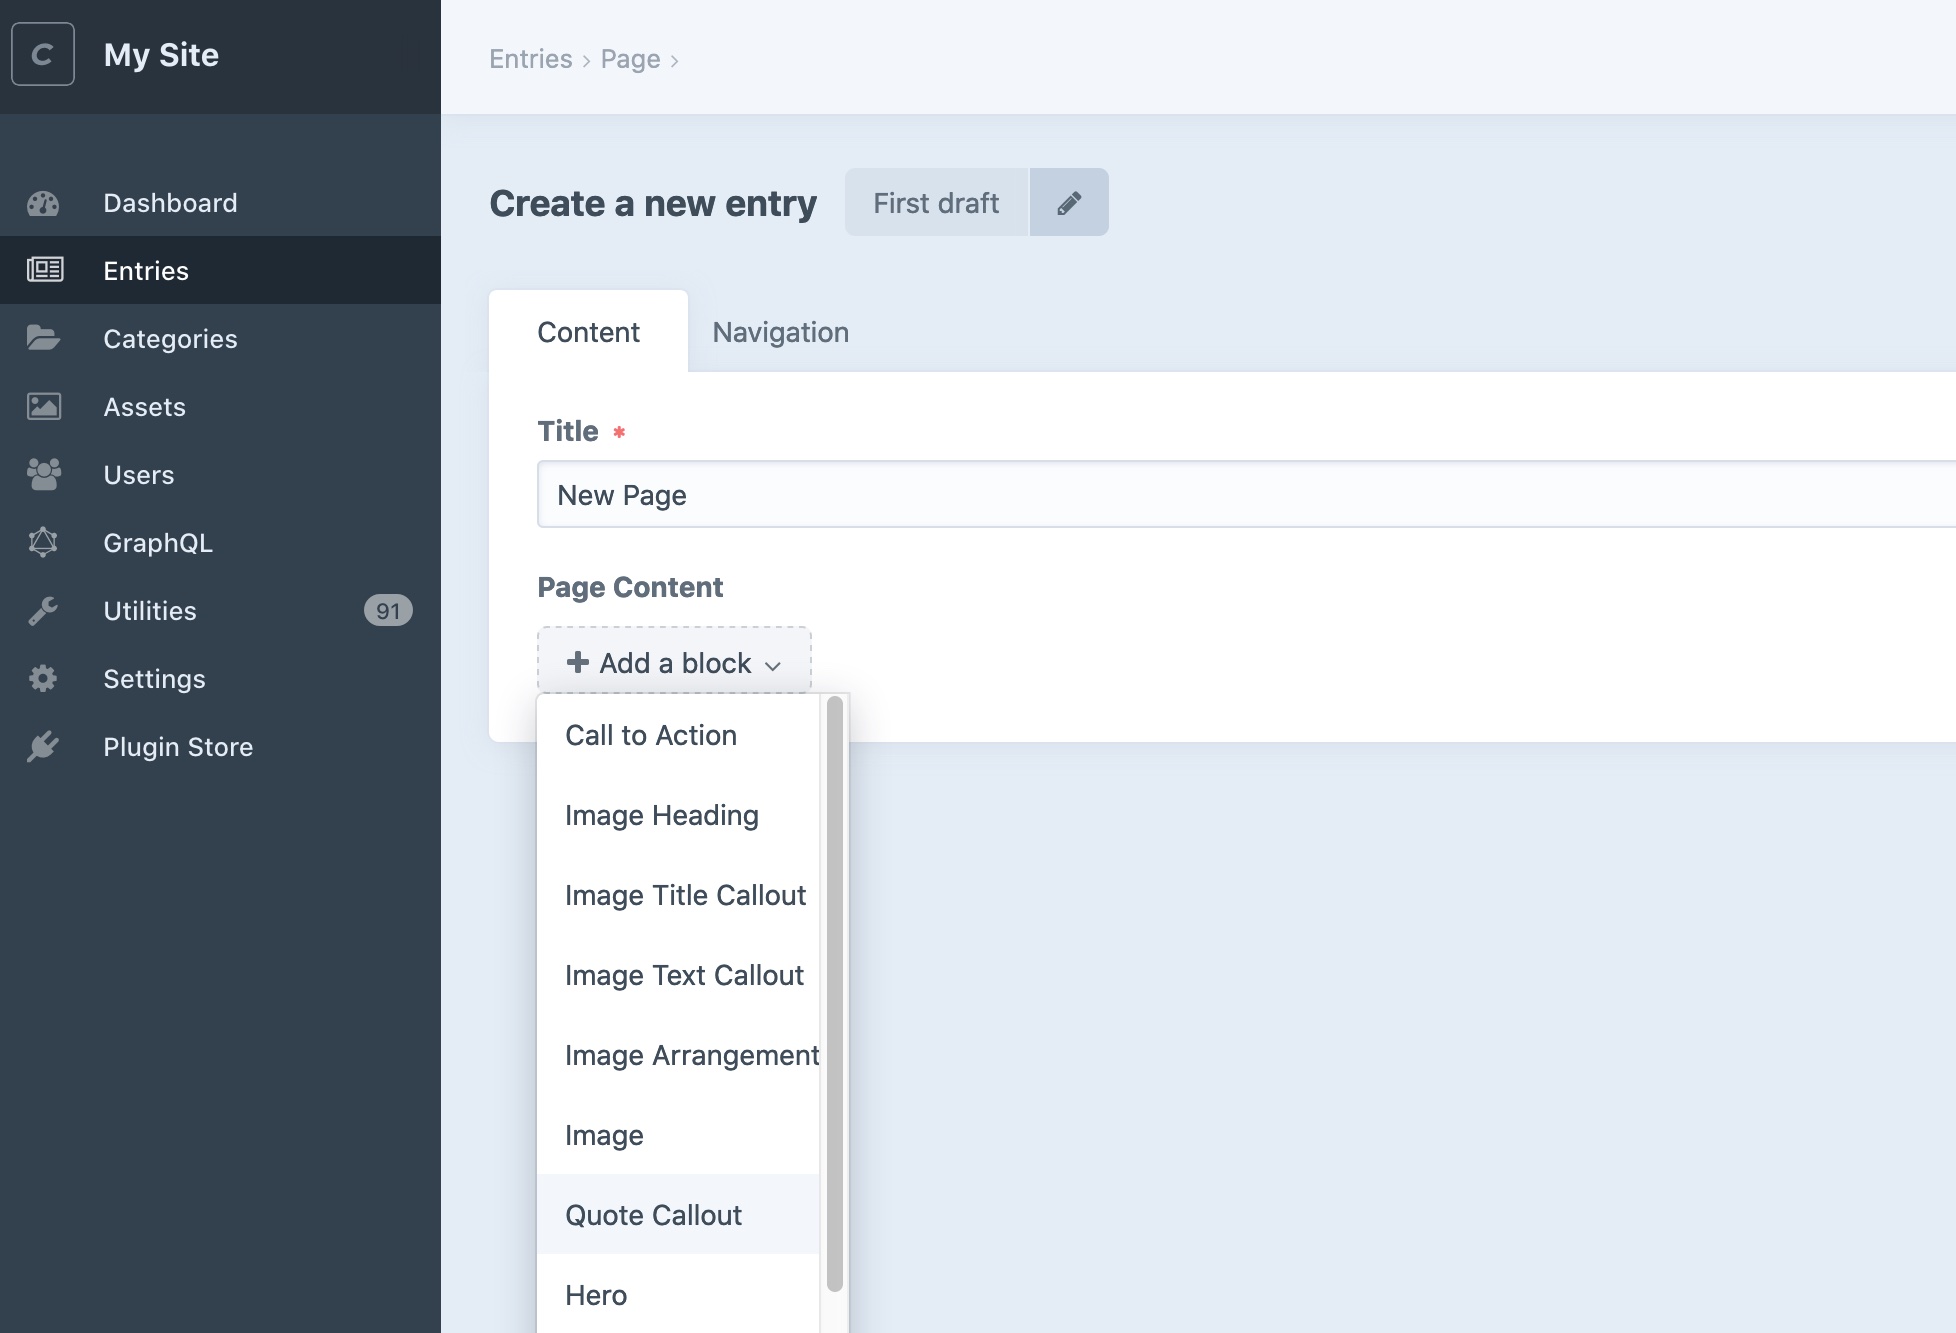 C
My Site
Dashboard
Entries
Categories
Assets
Users
GraphQL
Utilities 91
Settings
Plugin Store
Entries › Page ›
Create a new entry First draft
Content Navigation
Title *
New Page
Page Content
+ Add a block
Call to Action
Image Heading
Image Title Callout
Image Text Callout
Image Arrangement
Image
Quote Callout
Hero